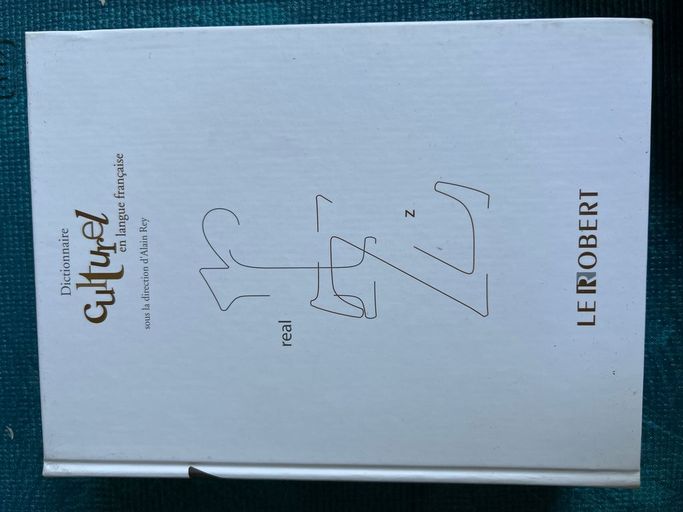 Dictionnaire
culturel
en langue française
sous la direction d'Alain Rey
real
r
z
z
LE ROBERT